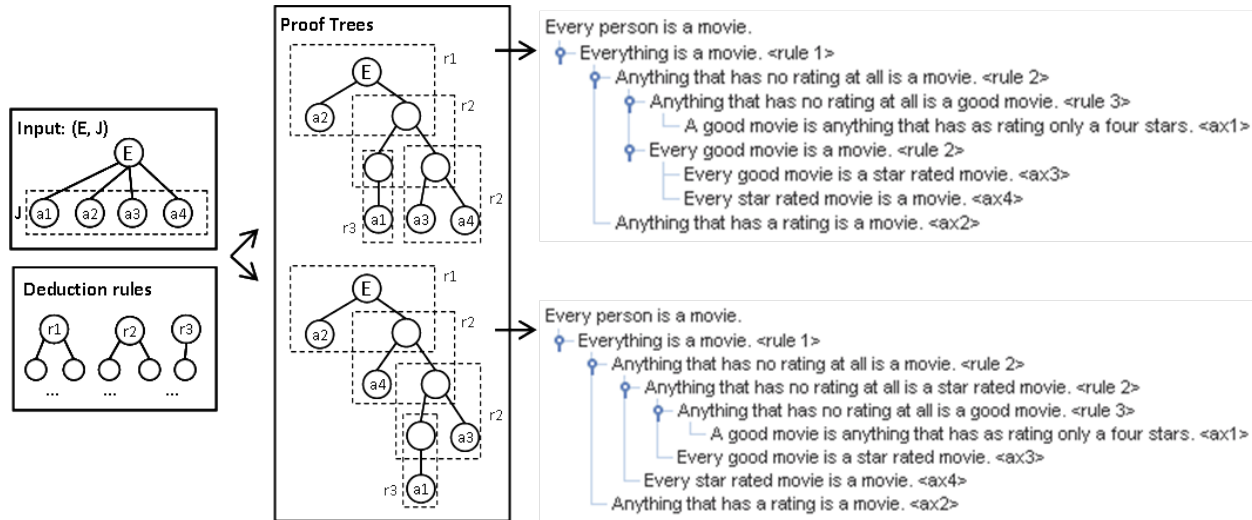 Input: (E, J)
E
J
a1 a2 a3 a4
Deduction rules
r1 r2 r3
... ... ...
Proof Trees
r1
E
a2
r2
a1 a3 a4
r2
r3
r1
E
a2
r2
a4
r2
a3
r3
a1
Every person is a movie.
Everything is a movie. <rule 1>
Anything that has no rating at all is a movie. <rule 2>
Anything that has no rating at all is a good movie. <rule 3>
A good movie is anything that has as rating only a four stars. <ax1>
Every good movie is a movie. <rule 2>
Every good movie is a star rated movie. <ax3>
Every star rated movie is a movie. <ax4>
Anything that has a rating is a movie. <ax2>
Every person is a movie.
Everything is a movie. <rule 1>
Anything that has no rating at all is a movie. <rule 2>
Anything that has no rating at all is a star rated movie. <rule 2>
Anything that has no rating at all is a good movie. <rule 3>
A good movie is anything that has as rating only a four stars. <ax1>
Every good movie is a star rated movie. <ax3>
Every star rated movie is a movie. <ax4>
Anything that has a rating is a movie. <ax2>